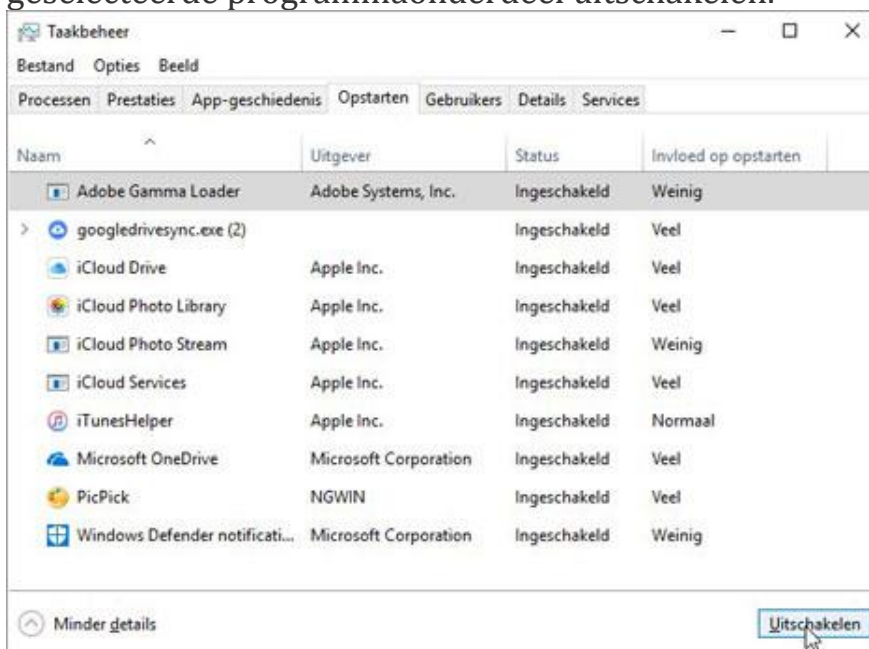 geselecteerde programmaonderdeel uitschakelen.
Taakbeheer
Bestand Opties Beeld
Processen Prestaties App-geschiedenis Opstarten Gebruikers Details Services
Naam Uitgever Status Invloed op opstarten
Adobe Gamma Loader Adobe Systems, Inc. Ingeschakeld Weinig
googledrivesync.exe (2) Ingeschakeld Veel
iCloud Drive Apple Inc. Ingeschakeld Veel
iCloud Photo Library Apple Inc. Ingeschakeld Veel
iCloud Photo Stream Apple Inc. Ingeschakeld Weinig
iCloud Services Apple Inc. Ingeschakeld Veel
iTunesHelper Apple Inc. Ingeschakeld Normaal
Microsoft OneDrive Microsoft Corporation Ingeschakeld Veel
PicPick NGWIN Ingeschakeld Veel
Windows Defender notificati... Microsoft Corporation Ingeschakeld Weinig
Minder details Uitschakelen